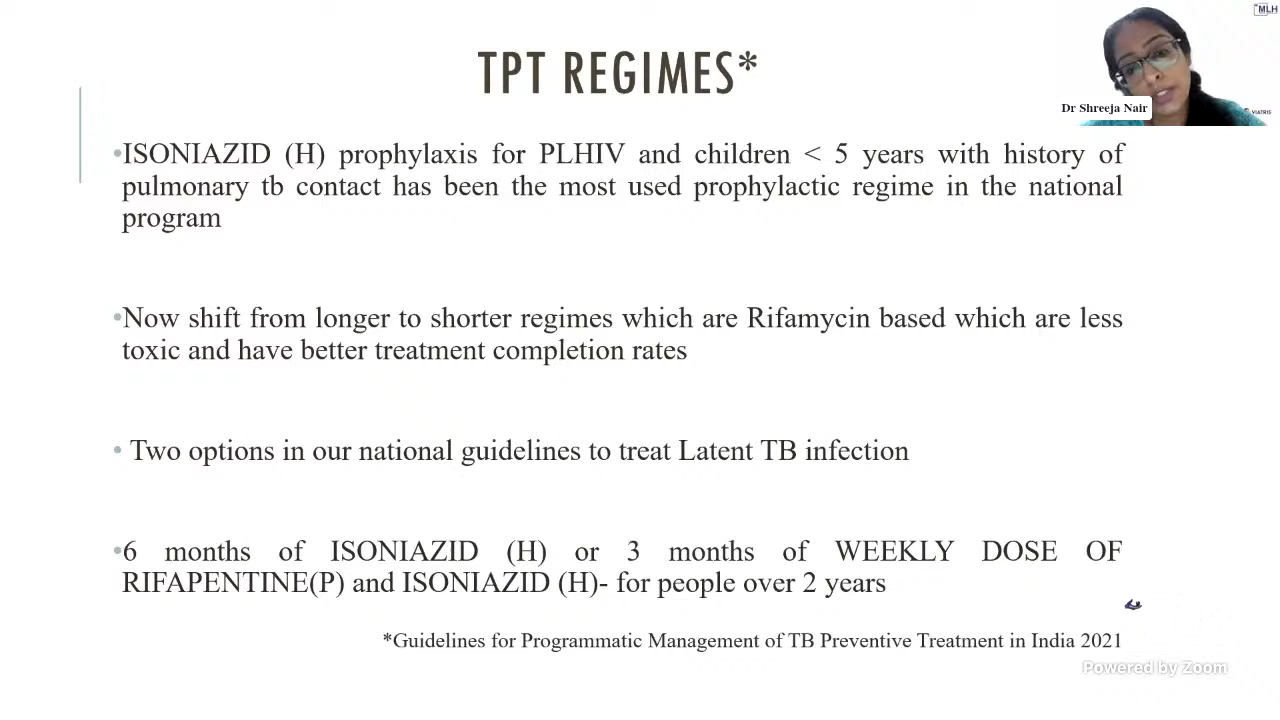 MLH
TPT REGIMES*
Dr Shreeja Nair
VIATRIS
•ISONIAZID (H) prophylaxis for PLHIV and children < 5 years with history of
pulmonary tb contact has been the most used prophylactic regime in the national
program
•Now shift from longer to shorter regimes which are Rifamycin based which are less
toxic and have better treatment completion rates
• Two options in our national guidelines to treat Latent TB infection
•6 months of ISONIAZID (H) or 3 months of WEEKLY DOSE OF
RIFAPENTINE(P) and ISONIAZID (H)- for people over 2 years
*Guidelines for Programmatic Management of TB Preventive Treatment in India 2021
Powered by Zoom